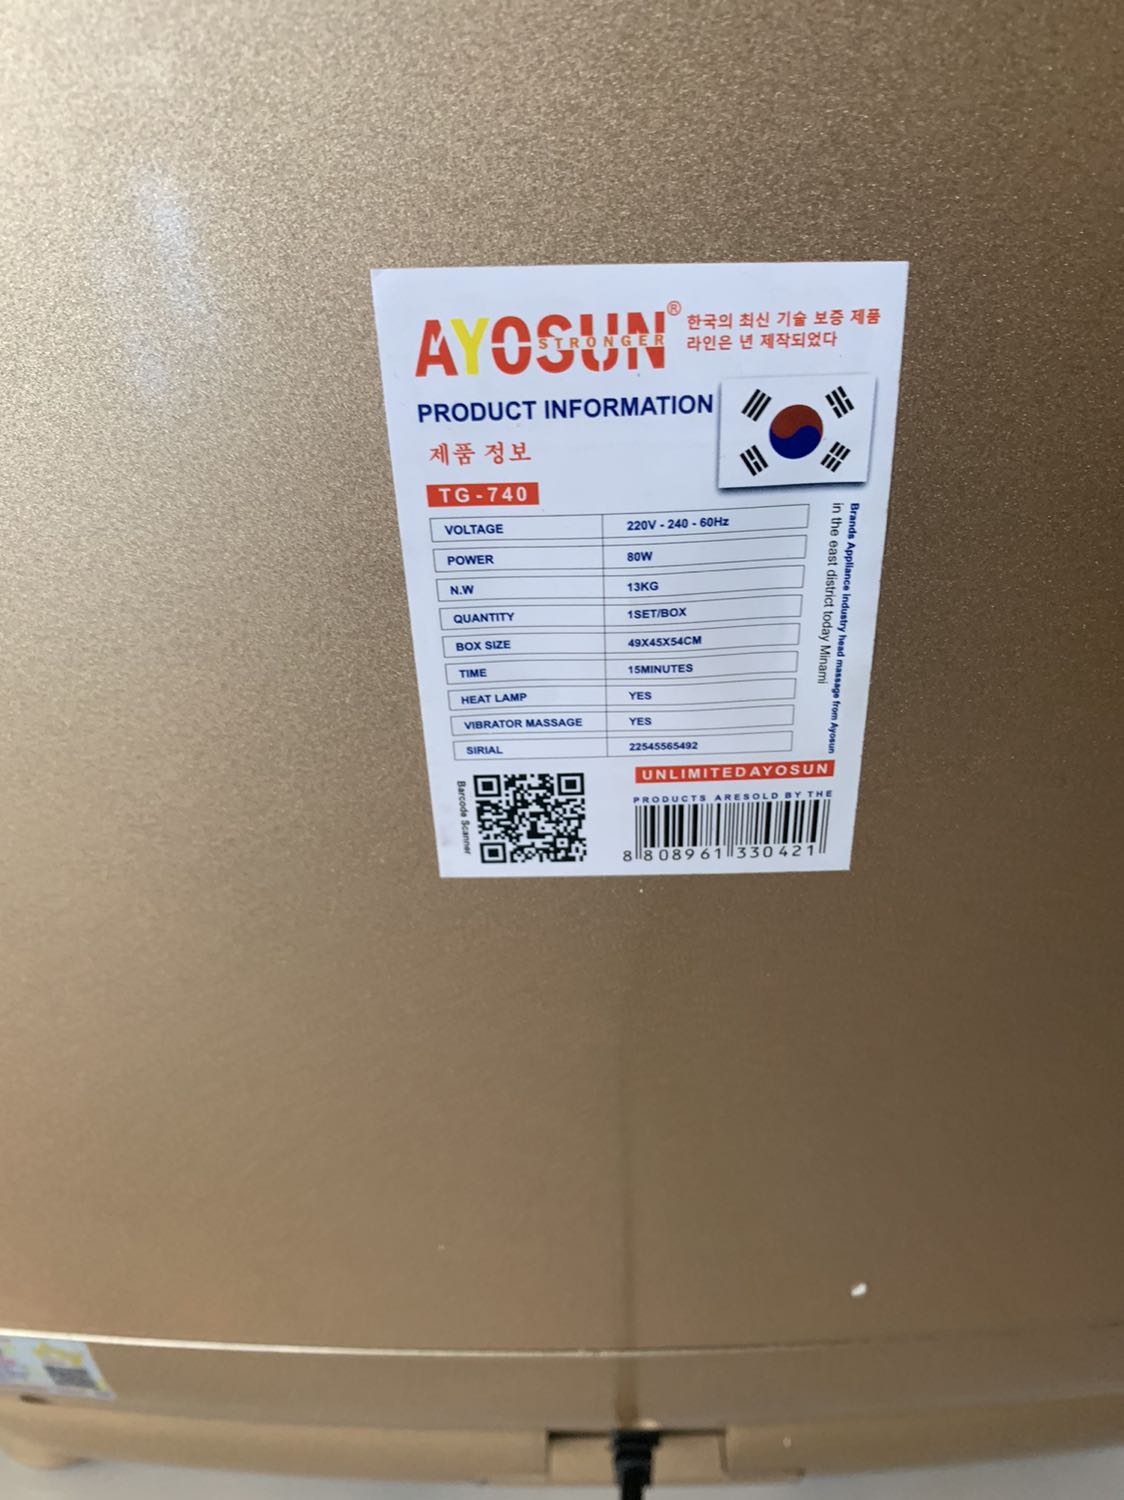 AYOSUN®
STRONGER
한국의 최신 기술 보증 제품
라인은 년 제작되었다
PRODUCT INFORMATION
제품 정보
TG-740
VOLTAGE 220V - 240 - 60Hz
POWER 80W
N.W 13KG
QUANTITY 1SET/BOX
BOX SIZE 49X45X54CM
TIME 15MINUTES
HEAT LAMP YES
VIBRATOR MASSAGE YES
SIRIAL 22545565492
Brands Appliance industry head massage from Ayosun
in the east district today Minami
UNLIMITEDAYOSUN
PRODUCTS ARESOLD BY THE
Barcode Scanner
8 808961 330421